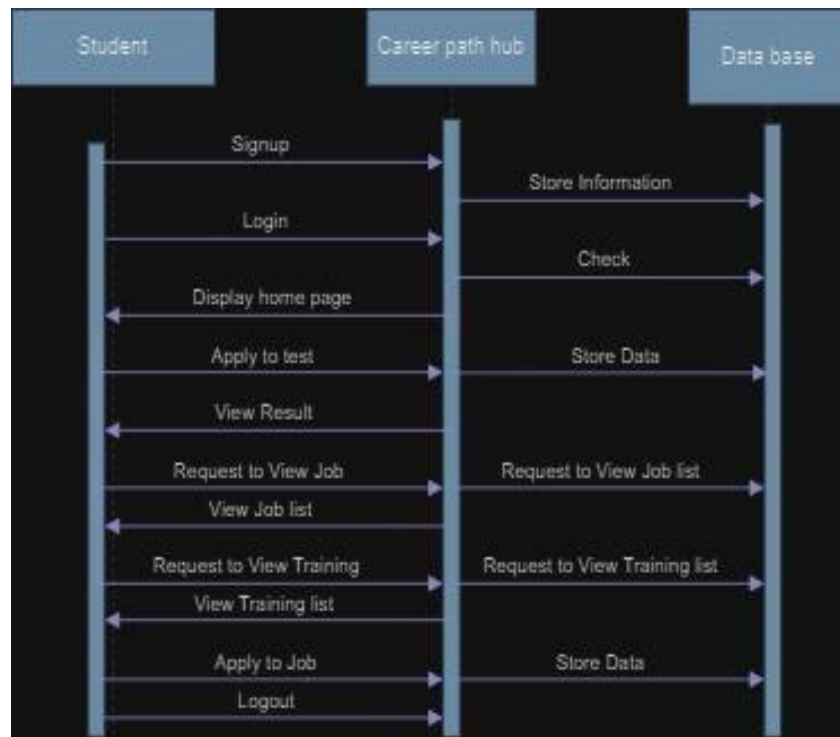 Student
Career path hub
Data base
Signup
Store Information
Login
Check
Display home page
Apply to test
Store Data
View Result
Request to View Job
Request to View Job list
View Job list
Request to View Training
Request to View Training list
View Training list
Apply to Job
Store Data
Logout